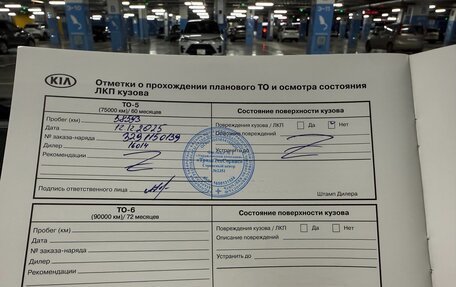 KIA
Отметки о прохождении планового ТО и осмотра состояния
ЛКП кузова
ТО-5
(75000 км)/ 60 месяцев
Состояние поверхности кузова
Пробег (км)
Повреждения кузова / ЛКП Да Нет
Дата 12.12.2025
Описание повреждений
№ заказа-наряда
Дилер
Устранить до
Рекомендации
Подпись ответственного лица
Штамп Дилера
ТО-6
(90000 км)/ 72 месяцев
Состояние поверхности кузова
Пробег (км)
Повреждения кузова / ЛКП Да Нет
Дата
Описание повреждений
№ заказа-наряда
Дилер
Устранить до
Рекомендации